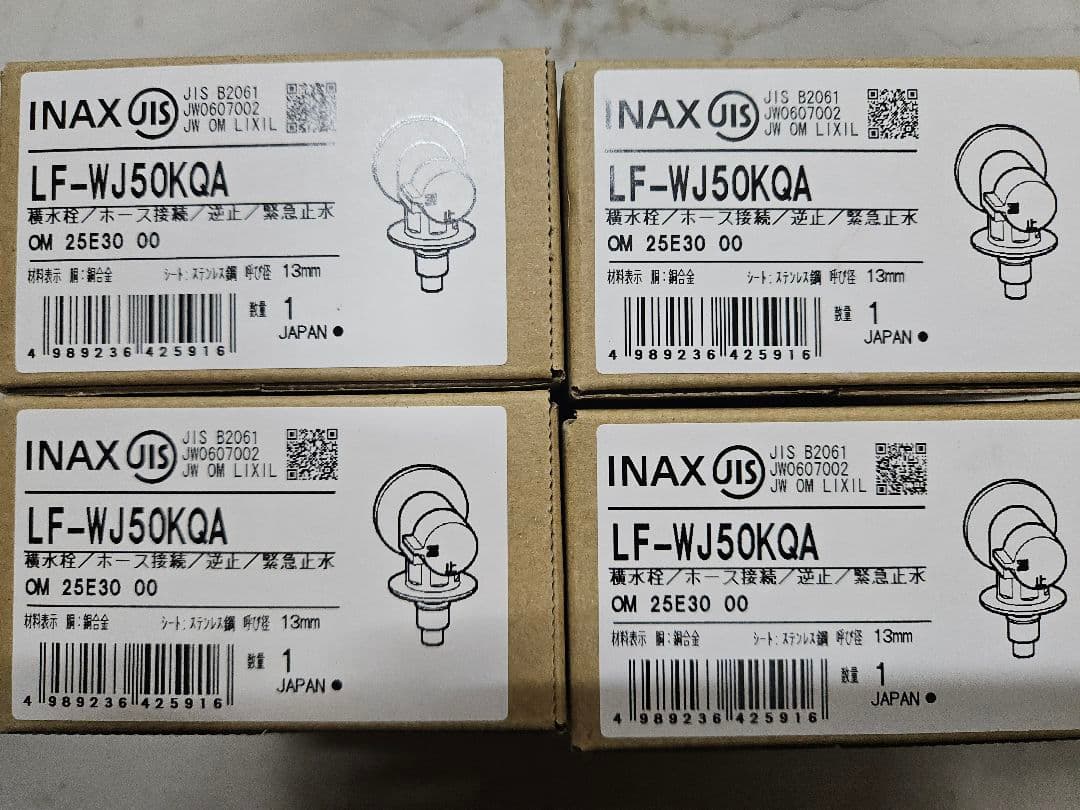 INAX JIS
JIS B2061
JW0607002
JW OM LIXIL
LF-WJ50KQA
横水栓/ホース接続/逆止/緊急止水
OM 25E30 00
材料表示 胴:銅合金 シート:ステンレス鋼 呼び径 13mm
数量 1
JAPAN ●
4 989236 425916
INAX JIS
JIS B2061
JW0607002
JW OM LIXIL
LF-WJ50KQA
横水栓/ホース接続/逆止/緊急止水
OM 25E30 00
材料表示 胴:銅合金 シート:ステンレス鋼 呼び径 13mm
数量 1
JAPAN ●
4 989236 425916
INAX JIS
JIS B2061
JW0607002
JW OM LIXIL
LF-WJ50KQA
横水栓/ホース接続/逆止/緊急止水
OM 25E30 00
材料表示 胴:銅合金 シート:ステンレス鋼 呼び径 13mm
数量 1
JAPAN ●
4 989236 425916
INAX JIS
JIS B2061
JW0607002
JW OM LIXIL
LF-WJ50KQA
横水栓/ホース接続/逆止/緊急止水
OM 25E30 00
材料表示 胴:銅合金 シート:ステンレス鋼 呼び径 13mm
数量 1
JAPAN ●
4 989236 425916